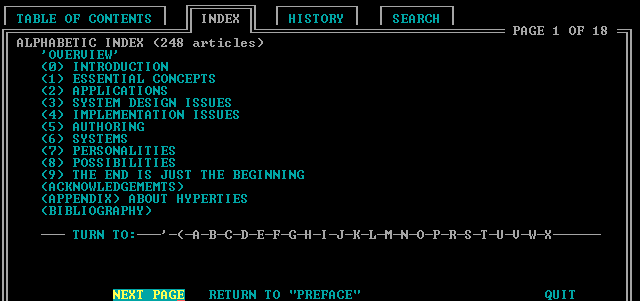 TABLE OF CONTENTS INDEX HISTORY SEARCH
PAGE 1 OF 18
ALPHABETIC INDEX (248 articles)
'OVERVIEW'
(0) INTRODUCTION
(1) ESSENTIAL CONCEPTS
(2) APPLICATIONS
(3) SYSTEM DESIGN ISSUES
(4) IMPLEMENTATION ISSUES
(5) AUTHORING
(6) SYSTEMS
(7) PERSONALITIES
(8) POSSIBILITIES
(9) THE END IS JUST THE BEGINNING
(ACKNOWLEDGEMEMTS)
(APPENDIX) ABOUT HYPERTIES
(BIBLIOGRAPHY)
TURN TO:───'-(-A-B-C-D-E-F-G-H-I-J-K-L-M-N-O-P-R-S-T-U-V-W-X
NEXT PAGE RETURN TO "PREFACE" QUIT